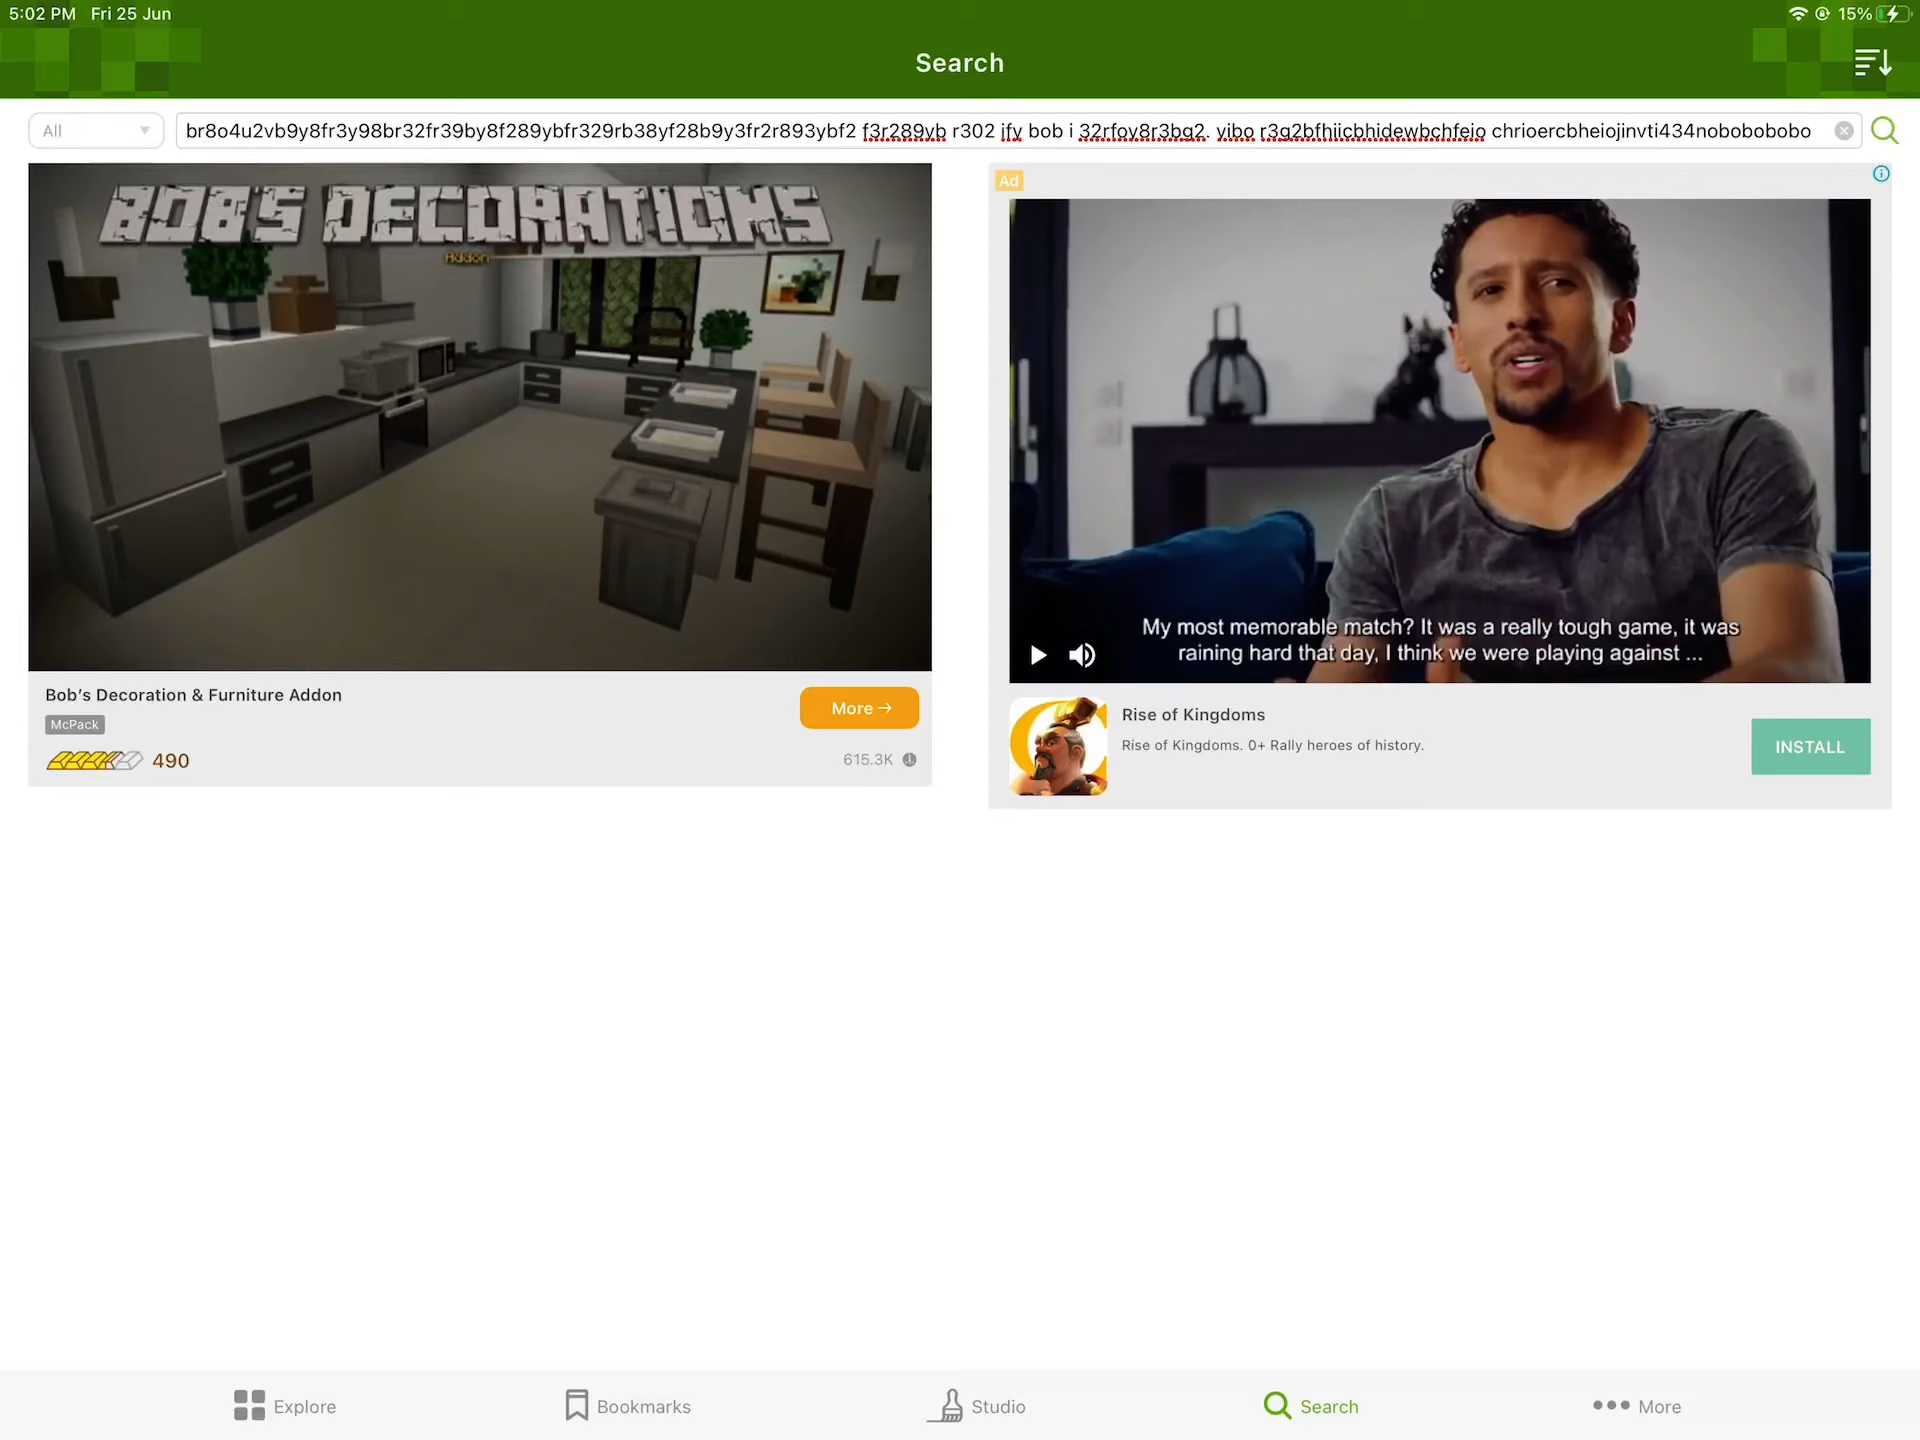 5:02 PM Fri 25 Jun
15%
Search
All
br8o4u2vb9y8fr3y98br32fr39by8f289ybfr329rb38yf28b9y3fr2r893ybf2 f3r289yb r302 jfy bob i 32rfoy8r3bg2. yibo r3g2bfhjicbhidewbchfeio chrioercbheiojinvti434nobobobobo
BOB'S DECORATIONS
Addon
Bob's Decoration & Furniture Addon
McPack
More →
490
615.3K
Ad
My most memorable match? It was a really tough game, it was
raining hard that day, I think we were playing against ...
Rise of Kingdoms
Rise of Kingdoms. 0+ Rally heroes of history.
INSTALL
Explore
Bookmarks
Studio
Search
More